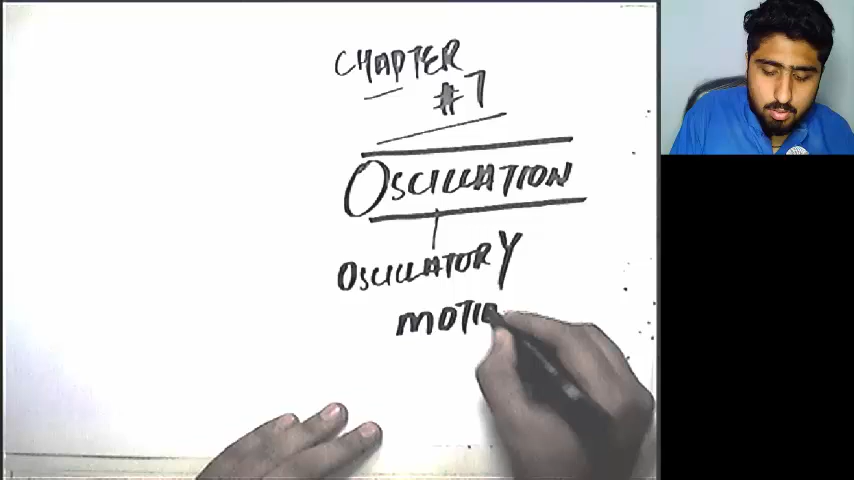 CHAPTER
#7
OSCILLATION
OSCILLATORY
MOTIO